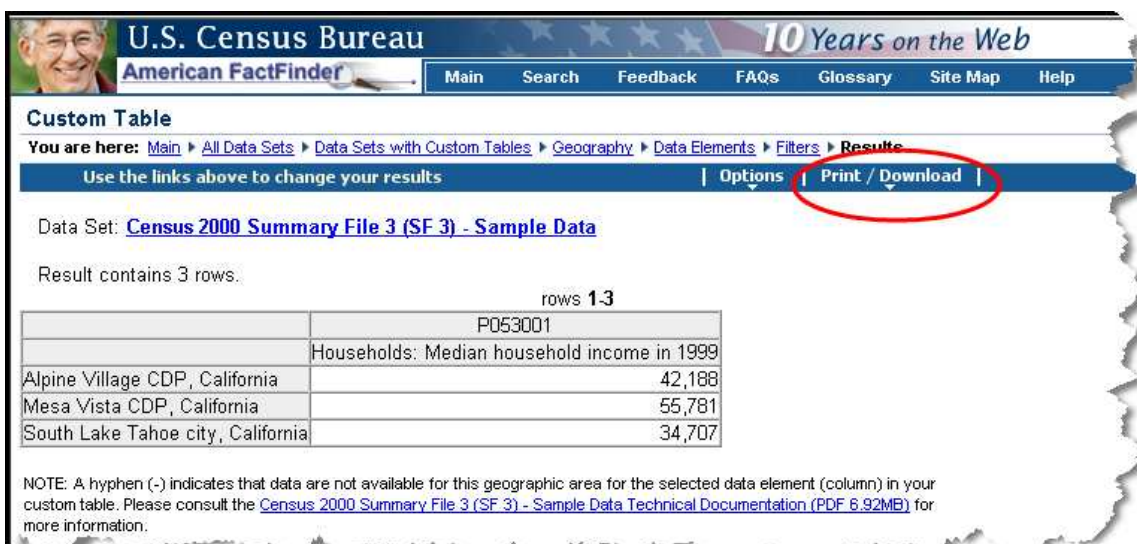 U.S. Census Bureau
10 Years on the Web
American FactFinder
Main Search Feedback FAQs Glossary Site Map Help
Custom Table
You are here: Main ▶ All Data Sets ▶ Data Sets with Custom Tables ▶ Geography ▶ Data Elements ▶ Filters ▶ Results
Use the links above to change your results | Options | Print / Download |
Data Set: Census 2000 Summary File 3 (SF 3) - Sample Data
Result contains 3 rows.
rows 1-3
P053001
Households: Median household income in 1999
Alpine Village CDP, California 42,188
Mesa Vista CDP, California 55,781
South Lake Tahoe city, California 34,707
NOTE: A hyphen (-) indicates that data are not available for this geographic area for the selected data element (column) in your
custom table. Please consult the Census 2000 Summary File 3 (SF 3) - Sample Data Technical Documentation (PDF 6.92MB) for
more information.